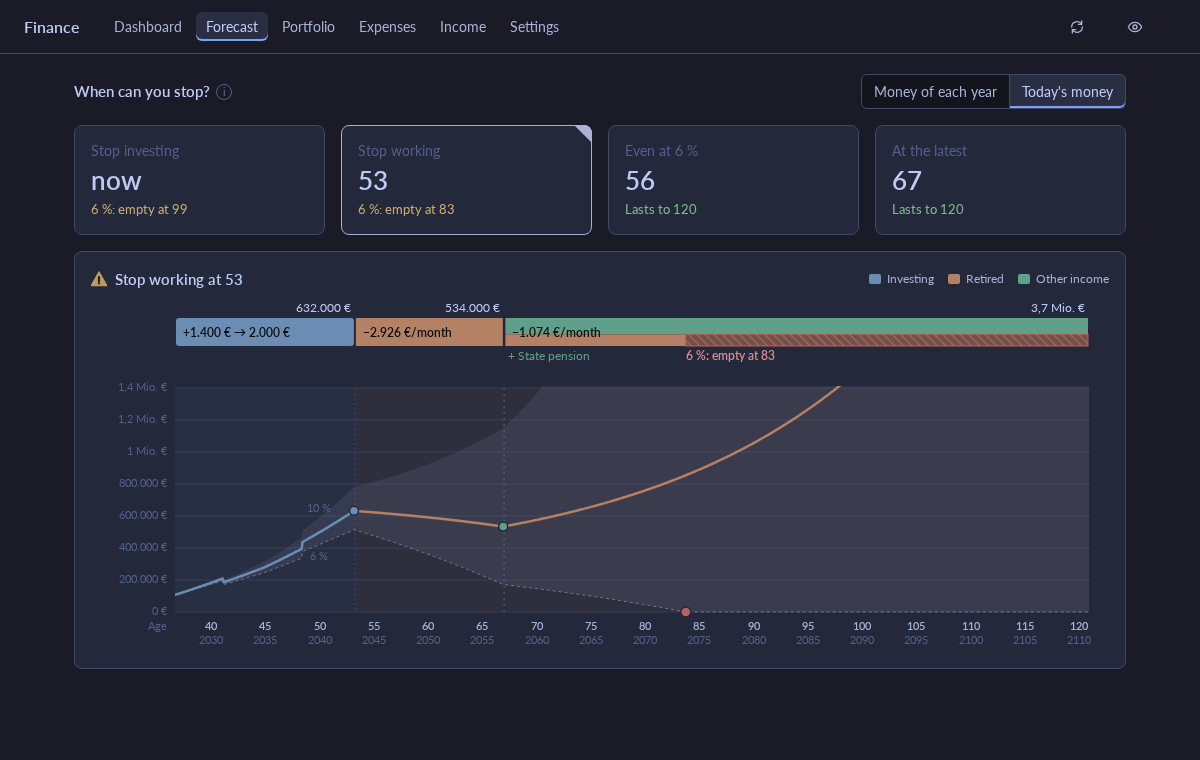 Finance Dashboard Forecast Portfolio Expenses Income Settings
When can you stop? i Money of each year Today's money
Stop investing
now
6 %: empty at 99
Stop working
53
6 %: empty at 83
Even at 6 %
56
Lasts to 120
At the latest
67
Lasts to 120
Stop working at 53
Investing Retired Other income
632.000 € 534.000 € 3,7 Mio. €
+1.400 € → 2.000 € −2.926 €/month −1.074 €/month
+ State pension 6 %: empty at 83
1,4 Mio. €
1,2 Mio. €
1 Mio. €
800.000 €
600.000 €
400.000 €
200.000 €
0 €
10 %
6 %
Age 40 45 50 55 60 65 70 75 80 85 90 95 100 105 110 115 120
2030 2035 2040 2045 2050 2055 2060 2065 2070 2075 2080 2085 2090 2095 2100 2105 2110